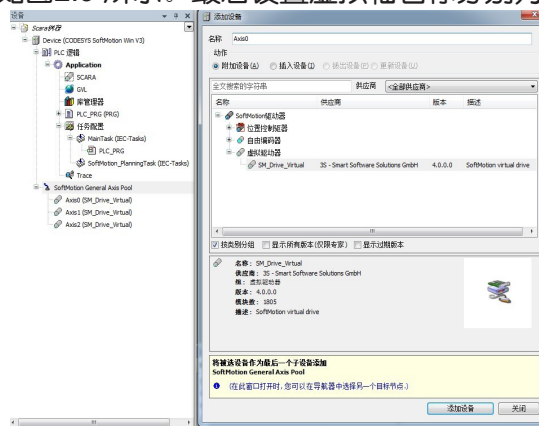 设备
Scara例程
Device (CODESYS SoftMotion Win V3)
PLC 逻辑
Application
SCARA
GVL
库管理器
PLC_PRG (PRG)
任务配置
MainTask (IEC-Tasks)
PLC_PRG
SoftMotion_PlanningTask (IEC-Tasks)
Trace
SoftMotion General Axis Pool
Axis0 (SM_Drive_Virtual)
Axis1 (SM_Drive_Virtual)
Axis2 (SM_Drive_Virtual)
添加设备
名称 Axis0
动作
附加设备(A) 插入设备(I) 拔出设备(P) 更新设备(U)
全文搜索的字符串 供应商 <全部供应商>
名称 供应商 版本 描述
SoftMotion驱动器
位置控制驱器
自由编码器
虚拟驱动器
SM_Drive_Virtual 3S - Smart Software Solutions GmbH 4.0.0.0 SoftMotion virtual drive
按类别分组 显示所有版本(仅限专家) 显示过期版本
名称: SM_Drive_Virtual
供应商: 3S - Smart Software Solutions GmbH
组: 虚拟驱动器
版本: 4.0.0.0
模块数: 1805
描述: SoftMotion virtual drive
将被选设备作为最后一个子设备添加
SoftMotion General Axis Pool
(在此窗口打开时,您可以在导航器中选择另一个目标节点.)
添加设备 关闭